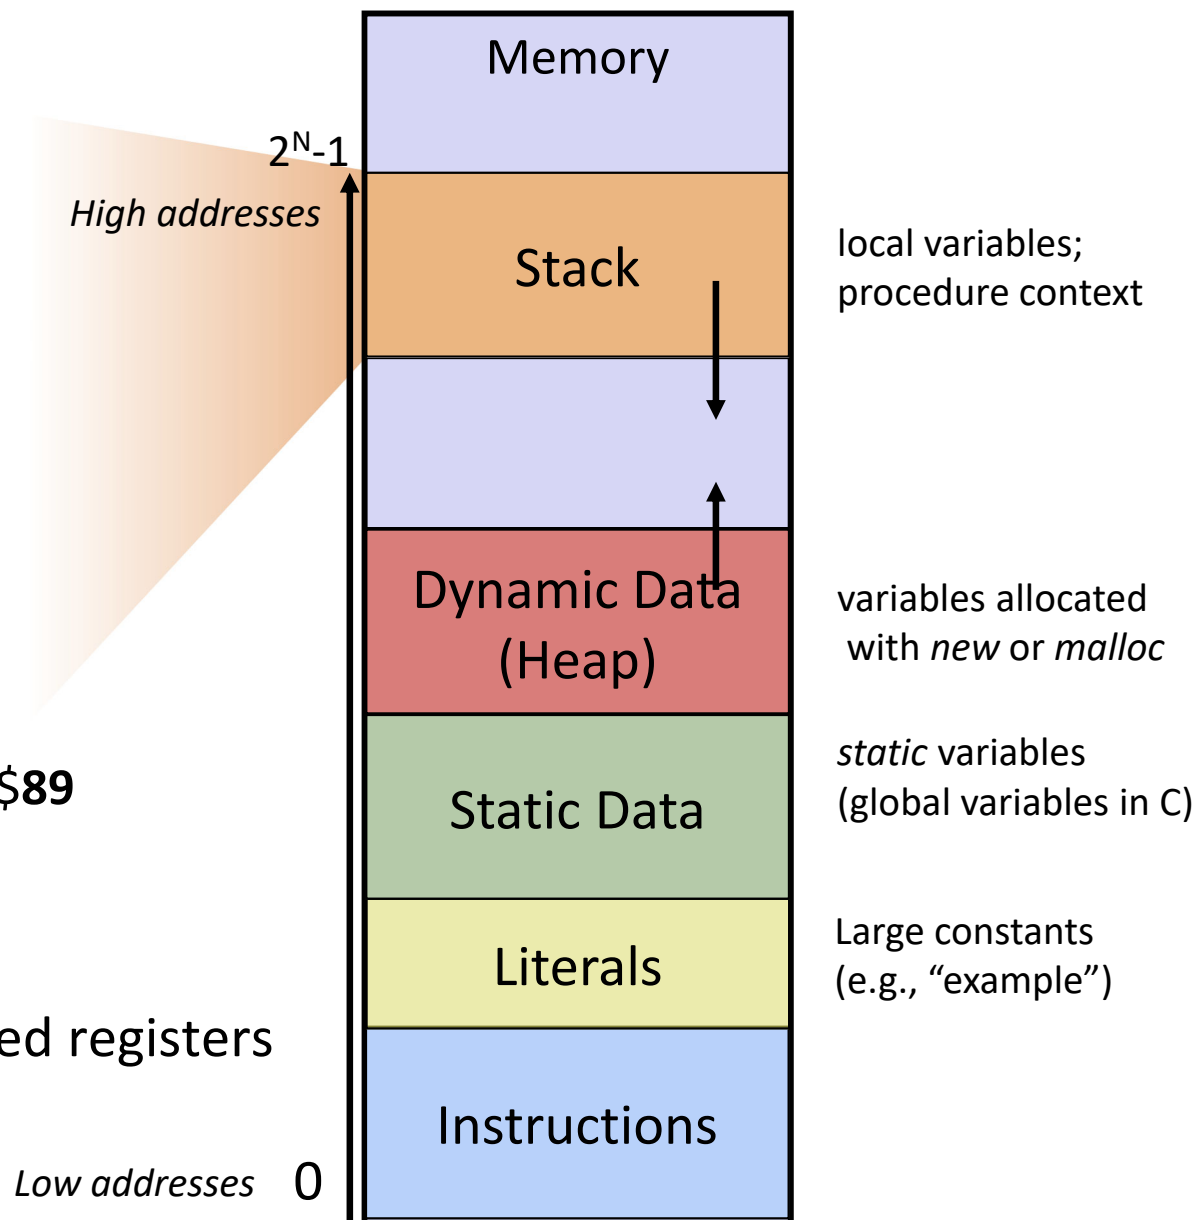 Memory
2^N-1
High addresses
Stack
local variables;
procedure context
Dynamic Data
(Heap)
variables allocated
with new or malloc
static variables
(global variables in C)
$89
Static Data
Literals
Large constants
(e.g., “example”)
ed registers
Instructions
Low addresses 0